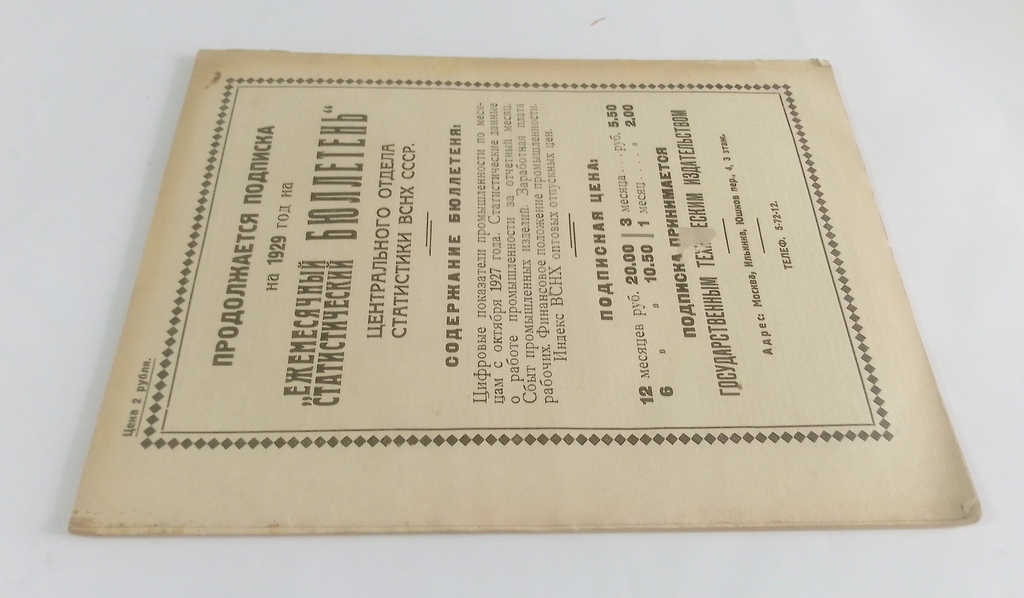 Цена 2 рубля.
ПРОДОЛЖАЕТСЯ ПОДПИСКА
на 1929 год на
„ЕЖЕМЕСЯЧНЫЙ
СТАТИСТИЧЕСКИЙ БЮЛЛЕТЕНЬ“
ЦЕНТРАЛЬНОГО ОТДЕЛА
СТАТИСТИКИ ВСНХ СССР.
СОДЕРЖАНИЕ БЮЛЛЕТЕНЯ:
Цифровые показатели промышленности по меся-
цам с октября 1927 года. Статистические данные
о работе промышленности за отчетный месяц.
Сбыт промышленных изделий. Заработная плата
рабочих. Финансовое положение промышленности.
Индекс ВСНХ оптовых отпускных цен.
ПОДПИСНАЯ ЦЕНА:
12 месяцев руб. 20.00 | 3 месяца . . руб. 5.50
6 „ „ 10.50 | 1 месяц . . . . „ 2.00
ПОДПИСКА ПРИНИМАЕТСЯ
ГОСУДАРСТВЕННЫМ ТЕХ ЕСКИМ ИЗДАТЕЛЬСТВОМ
Адрес: Москва, Ильинка, Юшков пер., 4, 3 этаж.
ТЕЛЕФ. 5-72-12.